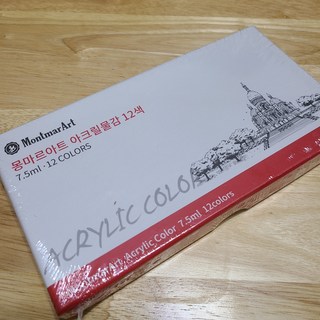 MontmarArt
몽마르아트 아크릴물감 12색
7.5ml · 12 COLORS
ACRYLIC COLOR
Art Acrylic Color 7.5ml 12colors